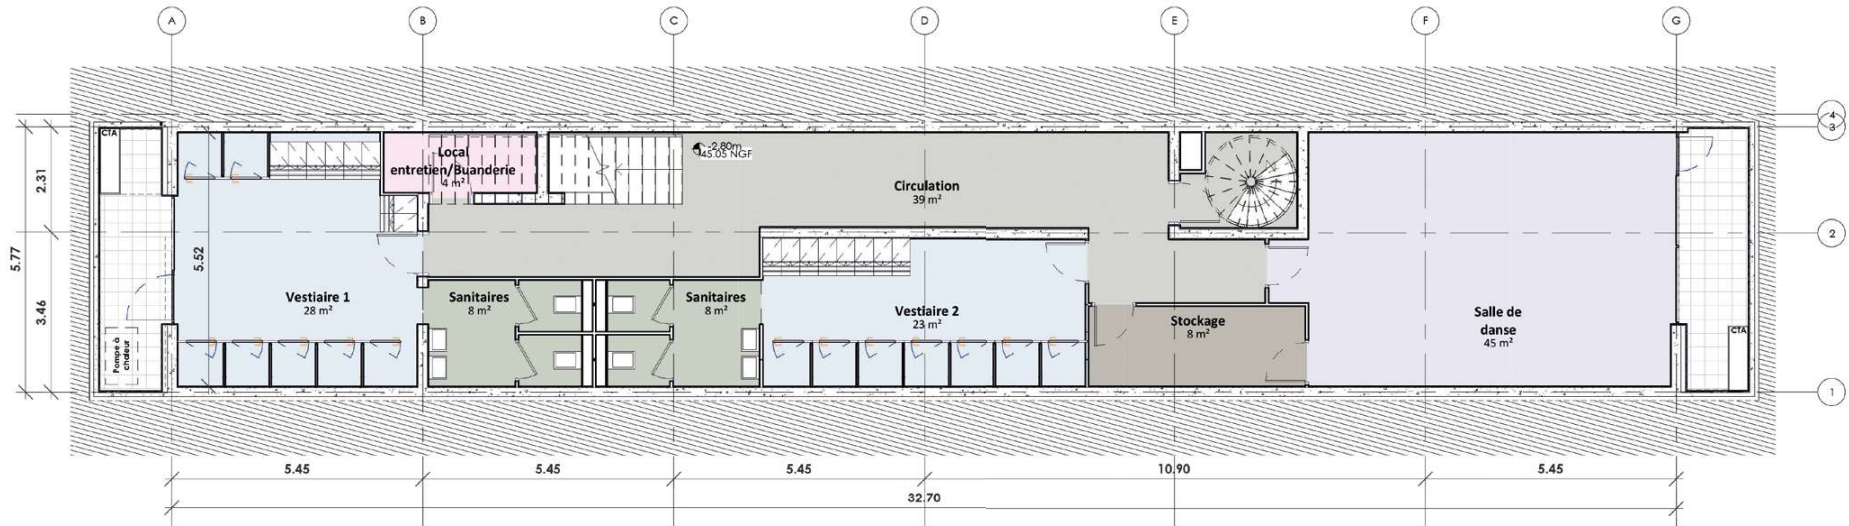 A
B
C
D
E
F
G
4
3
CTA
Local
entretien/Buanderie
4 m²
-2.80m
45.05 NGF
Circulation
39 m²
2.31
2
5.77
5.52
3.46
Vestiaire 1
28 m²
Sanitaires
8 m²
Sanitaires
8 m²
Vestiaire 2
23 m²
Stockage
8 m²
Salle de
danse
45 m²
CTA
Pompe à
chaleur
1
5.45
5.45
5.45
10.90
5.45
32.70